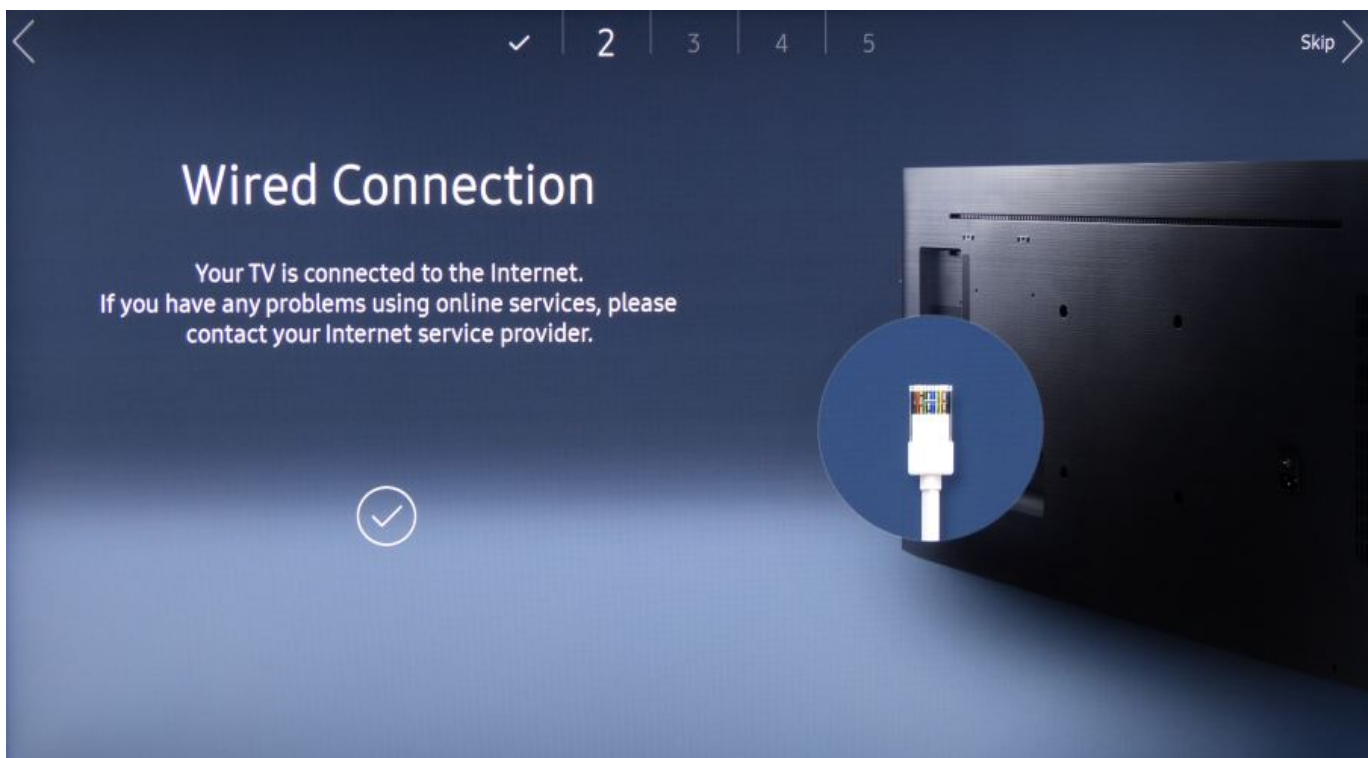 2
3
4
5
Skip
Wired Connection
Your TV is connected to the Internet.
If you have any problems using online services, please
contact your Internet service provider.